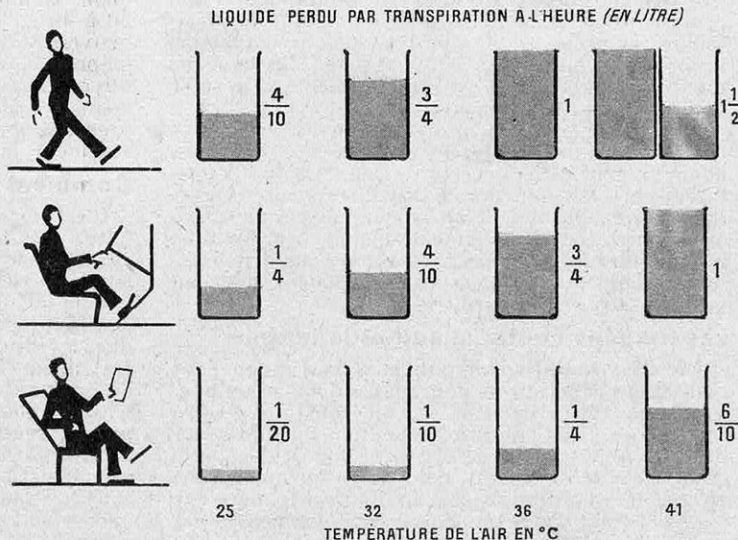 LIQUIDE PERDU PAR TRANSPIRATION A L'HEURE (EN LITRE)
4/10 3/4 1 1 1/2
1/4 4/10 3/4 1
1/20 1/10 1/4 6/10
25 32 36 41
TEMPÉRATURE DE L'AIR EN °C